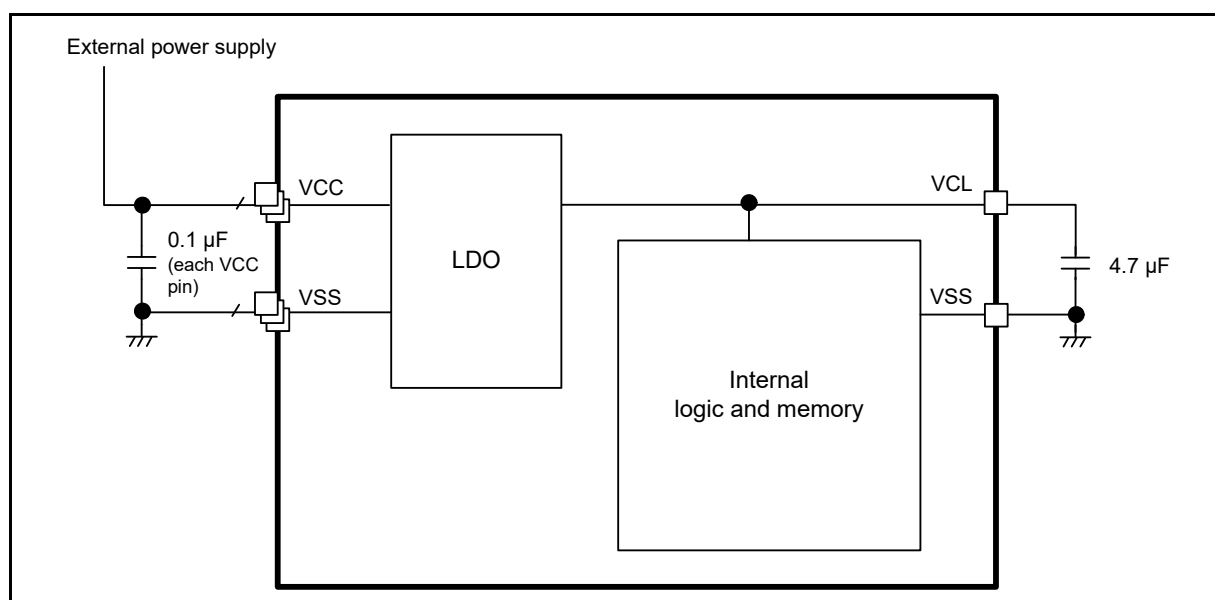 External power supply
VCC
VCL
0.1 µF
(each VCC
pin)
LDO
4.7 µF
VSS
VSS
Internal
logic and memory